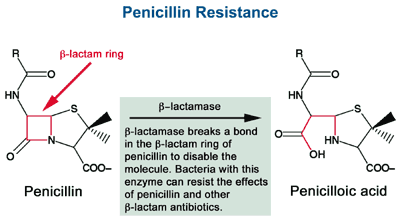 Penicillin Resistance
β-lactam ring
R
O
HN
S
N
O
COO–
Penicillin
β-lactamase
β-lactamase breaks a bond
in the β-lactam ring of
penicillin to disable the
molecule. Bacteria with this
enzyme can resist the effects
of penicillin and other
β-lactam antibiotics.
R
O
HN
S
O
OH
HN
COO–
Penicilloic acid